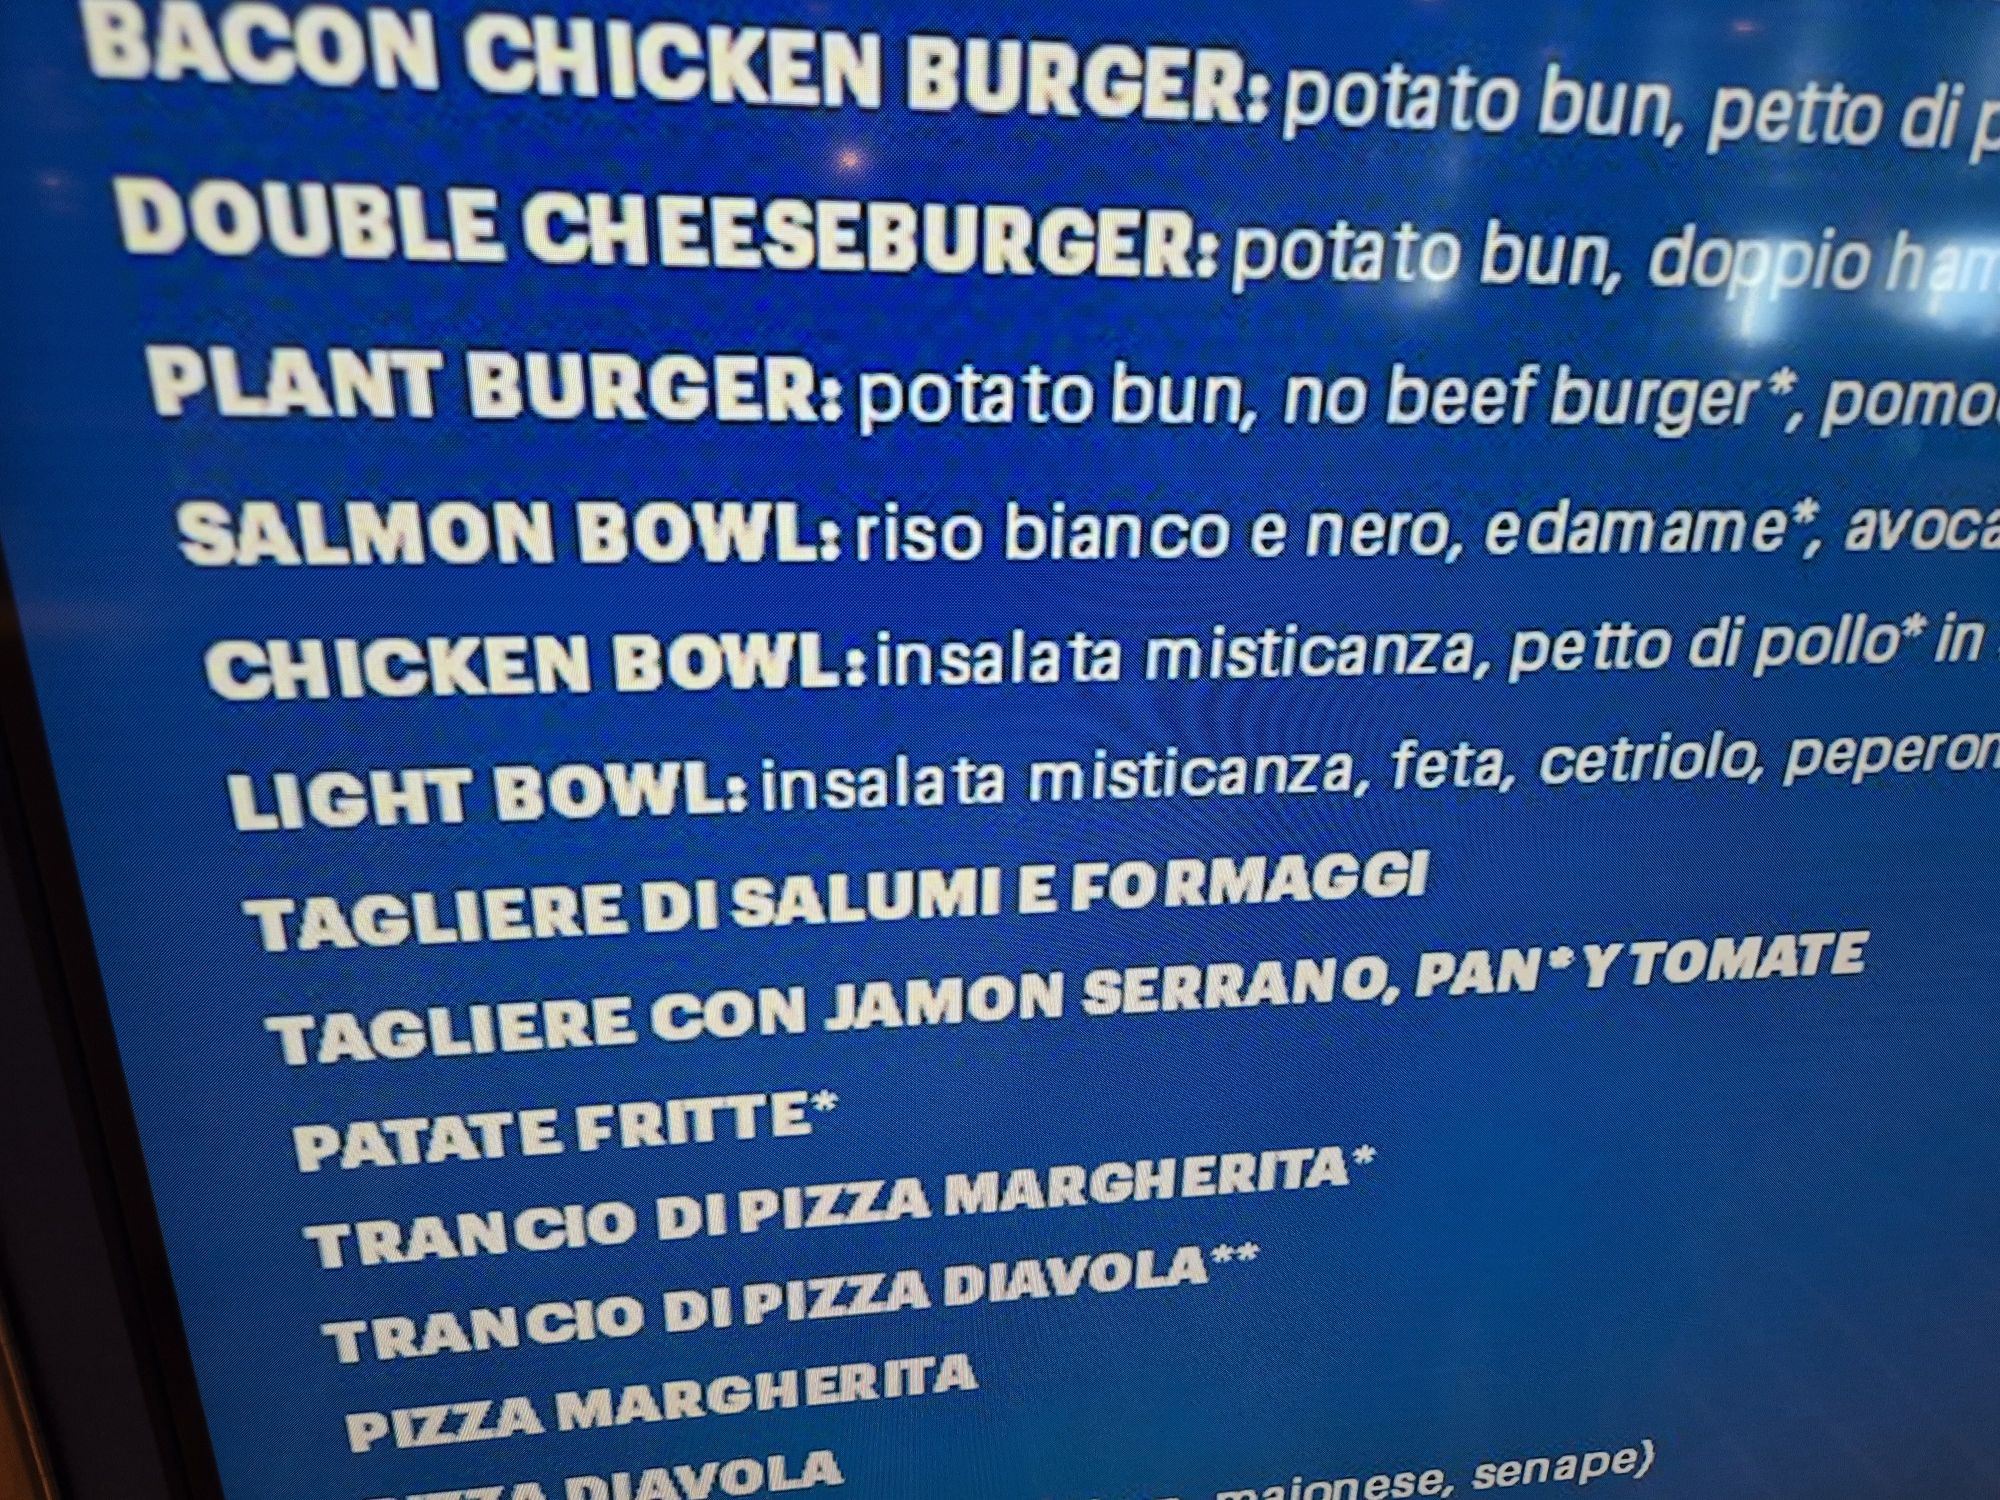 BACON CHICKEN BURGER: potato bun, petto di
DOUBLE CHEESEBURGER: potato bun, doppio
PLANT BURGER: potato bun, no beef burger*,
SALMON BOWL: riso bianco e nero, edamame*,
CHICKEN BOWL: insalata misticanza, petto di pollo* in
LIGHT BOWL: insalata misticanza, feta, cetriolo,
TAGLIERE DI SALUMI E FORMAGGI
TAGLIERE CON JAMON SERRANO, PAN* Y TOMATE
PATATE FRITTE*
TRANCIO DI PIZZA MARGHERITA*
TRANCIO DI PIZZA DIAVOLA**
PIZZA MARGHERITA
PIZZA DIAVOLA
maionese, senape)